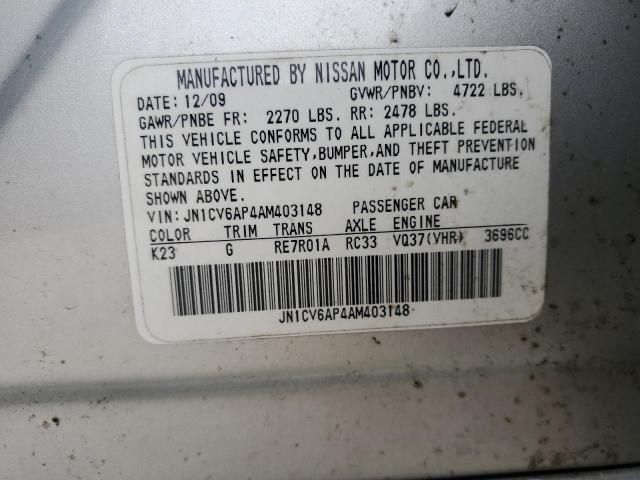 MANUFACTURED BY NISSAN MOTOR CO.,LTD.
DATE: 12/09 GVWR/PNBV: 4722 LBS.
GAWR/PNBE FR: 2270 LBS. RR: 2478 LBS.
THIS VEHICLE CONFORMS TO ALL APPLICABLE FEDERAL
MOTOR VEHICLE SAFETY,BUMPER,AND THEFT PREVENTION
STANDARDS IN EFFECT ON THE DATE OF MANUFACTURE
SHOWN ABOVE.
VIN: JN1CV6AP4AM403148 PASSENGER CAR
COLOR TRIM TRANS AXLE ENGINE
K23 G RE7R01A RC33 VQ37(VHR) 3696CC
JN1CV6AP4AM403148